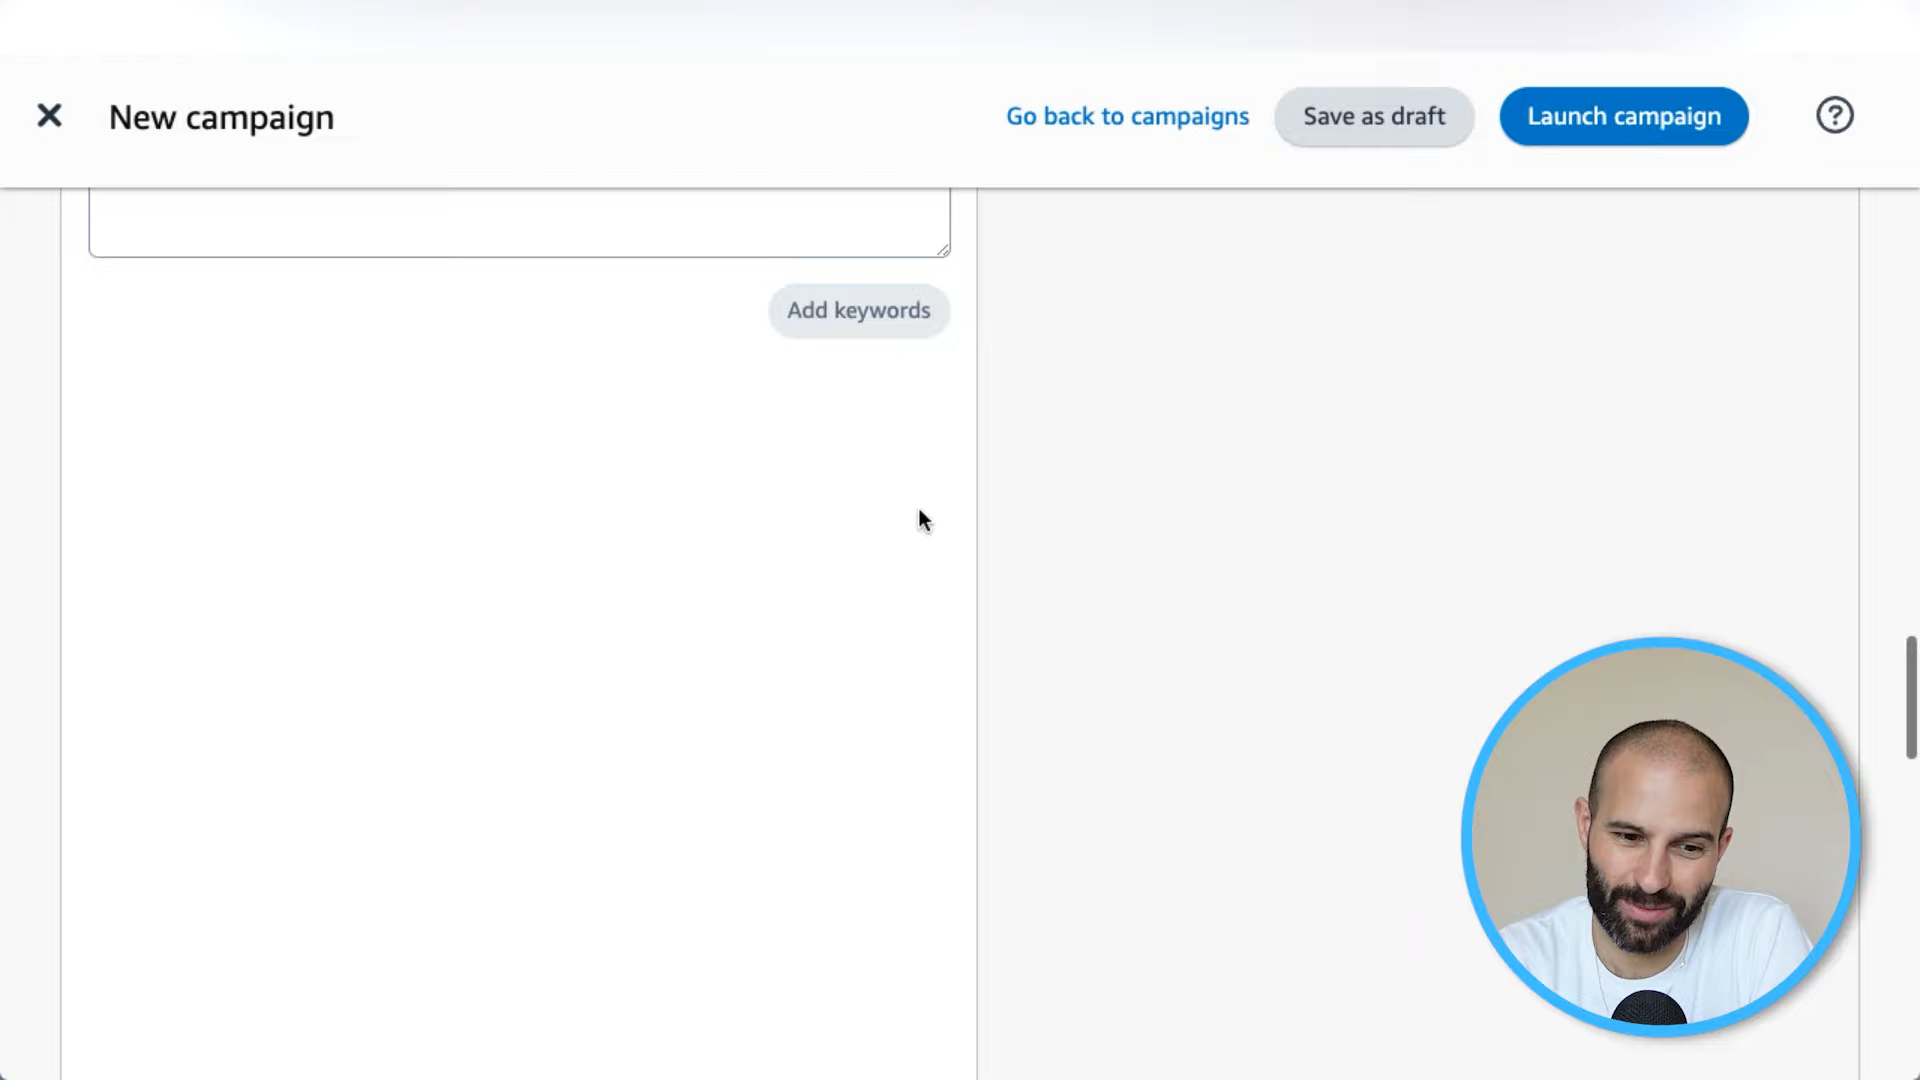 New campaign
Go back to campaigns
Save as draft
Launch campaign
Add keywords